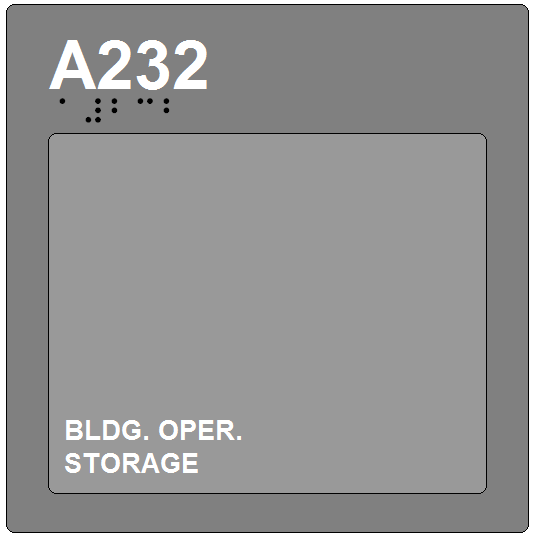 A232
⠁⠼⠃⠉⠃
BLDG. OPER.
STORAGE